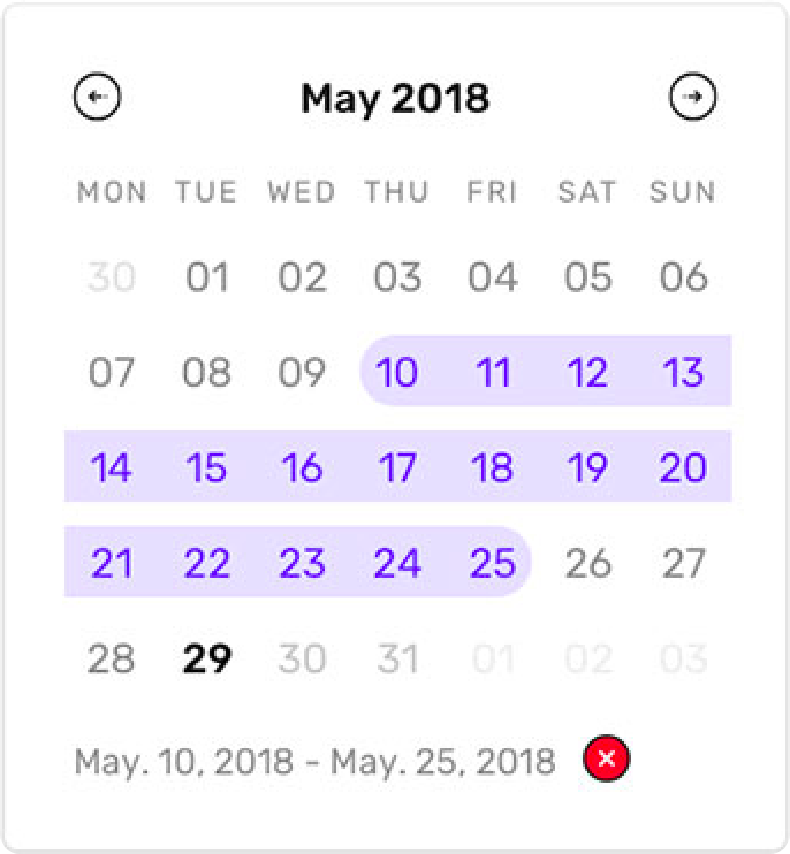 May 2018
MON TUE WED THU FRI SAT SUN
30 01 02 03 04 05 06
07 08 09 10 11 12 13
14 15 16 17 18 19 20
21 22 23 24 25 26 27
28 29 30 31 01 02 03
May. 10, 2018 - May. 25, 2018